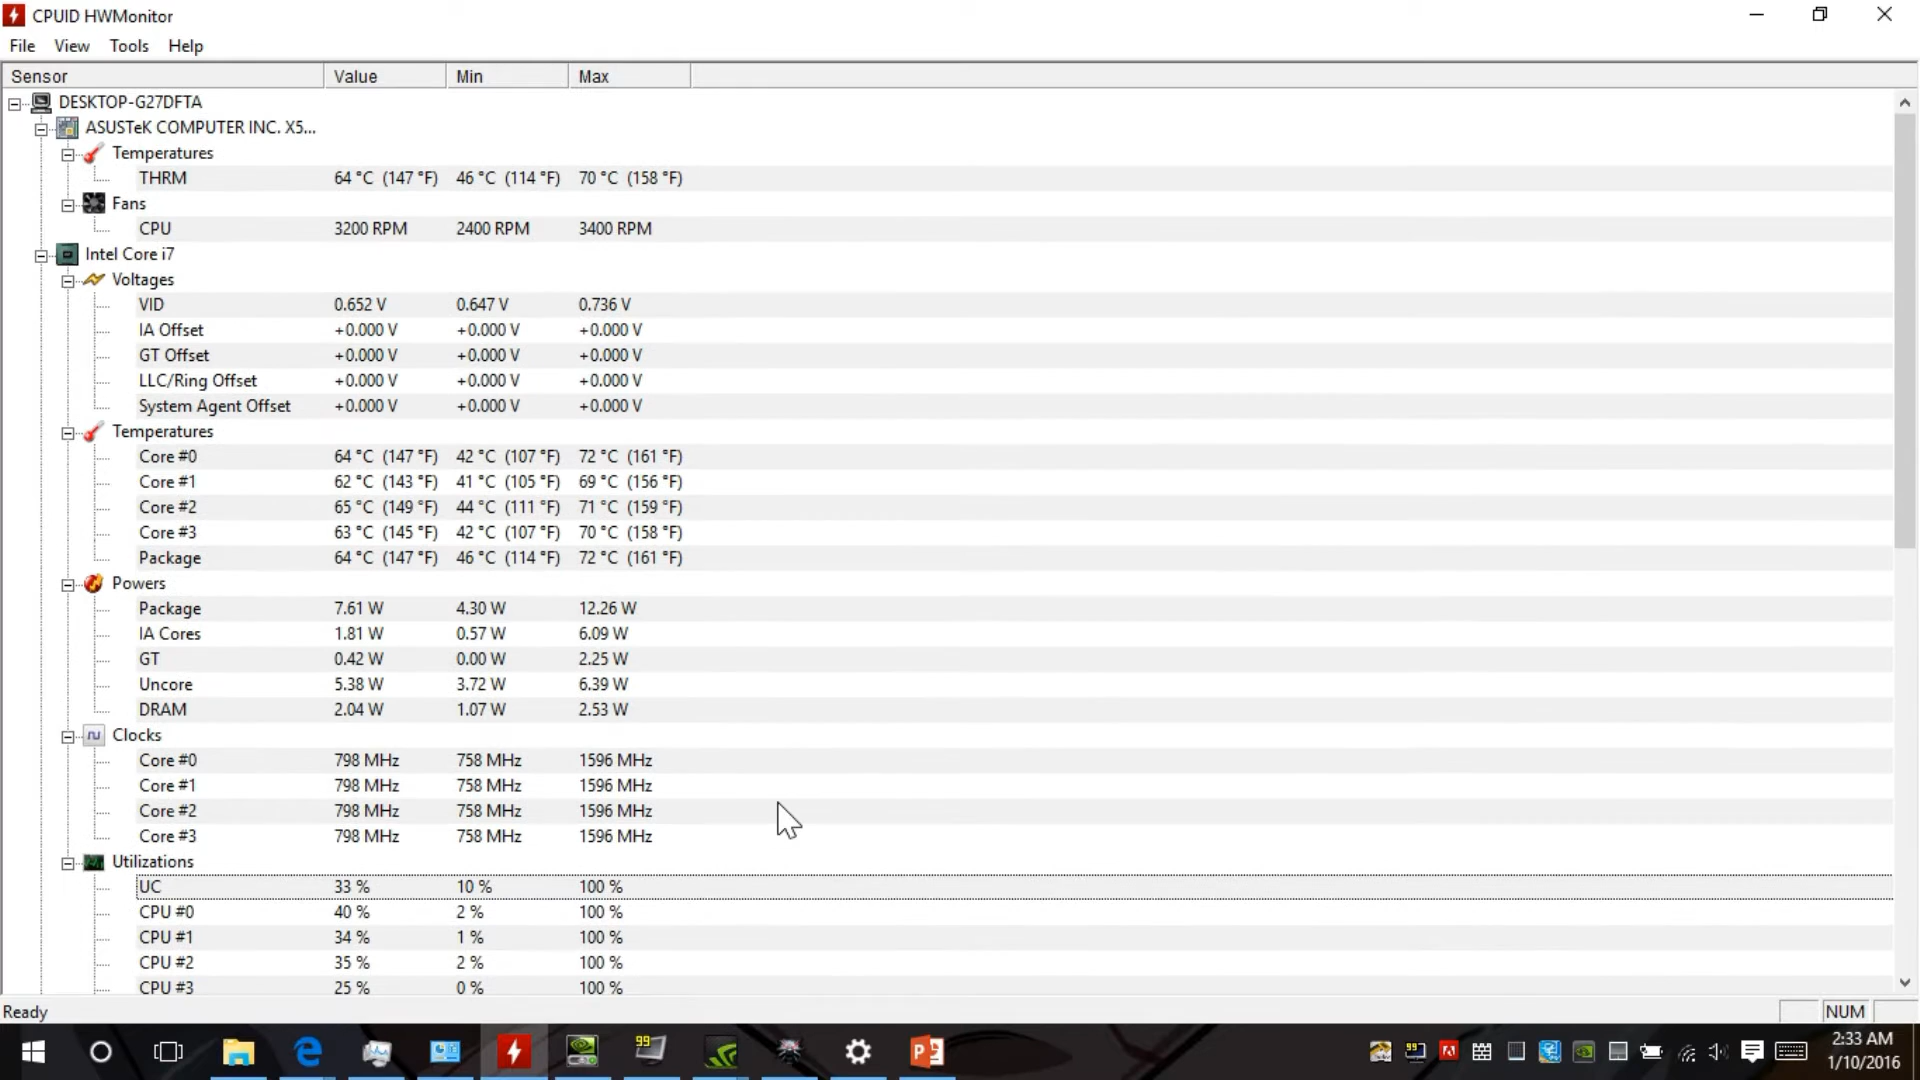 CPUID HWMonitor
File View Tools Help
Sensor Value Min Max
DESKTOP-G27DFTA
ASUSTeK COMPUTER INC. X5...
Temperatures
THRM 64 °C (147 °F) 46 °C (114 °F) 70 °C (158 °F)
Fans
CPU 3200 RPM 2400 RPM 3400 RPM
Intel Core i7
Voltages
VID 0.652 V 0.647 V 0.736 V
IA Offset +0.000 V +0.000 V +0.000 V
GT Offset +0.000 V +0.000 V +0.000 V
LLC/Ring Offset +0.000 V +0.000 V +0.000 V
System Agent Offset +0.000 V +0.000 V +0.000 V
Temperatures
Core #0 64 °C (147 °F) 42 °C (107 °F) 72 °C (161 °F)
Core #1 62 °C (143 °F) 41 °C (105 °F) 69 °C (156 °F)
Core #2 65 °C (149 °F) 44 °C (111 °F) 71 °C (159 °F)
Core #3 63 °C (145 °F) 42 °C (107 °F) 70 °C (158 °F)
Package 64 °C (147 °F) 46 °C (114 °F) 72 °C (161 °F)
Powers
Package 7.61 W 4.30 W 12.26 W
IA Cores 1.81 W 0.57 W 6.09 W
GT 0.42 W 0.00 W 2.25 W
Uncore 5.38 W 3.72 W 6.39 W
DRAM 2.04 W 1.07 W 2.53 W
Clocks
Core #0 798 MHz 758 MHz 1596 MHz
Core #1 798 MHz 758 MHz 1596 MHz
Core #2 798 MHz 758 MHz 1596 MHz
Core #3 798 MHz 758 MHz 1596 MHz
Utilizations
UC 33 % 10 % 100 %
CPU #0 40 % 2 % 100 %
CPU #1 34 % 1 % 100 %
CPU #2 35 % 2 % 100 %
CPU #3 25 % 0 % 100 %
Ready NUM
99 P 2:33 AM
1/10/2016